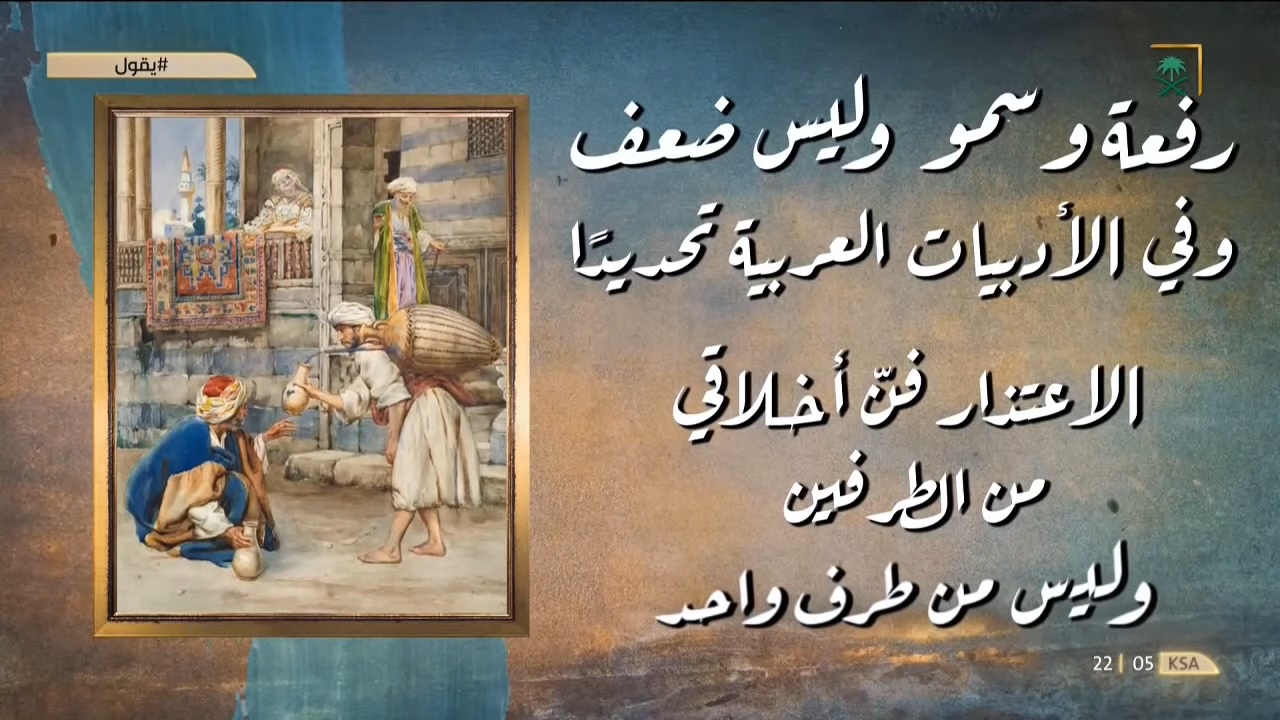 #يقول
رفعة و سمو وليس ضعف
وفي الأدبيات العربية تحديدًا
الاعتذار فنّ أخلاقي
من الطرفين
وليس من طرف واحد
22 | 05 KSA